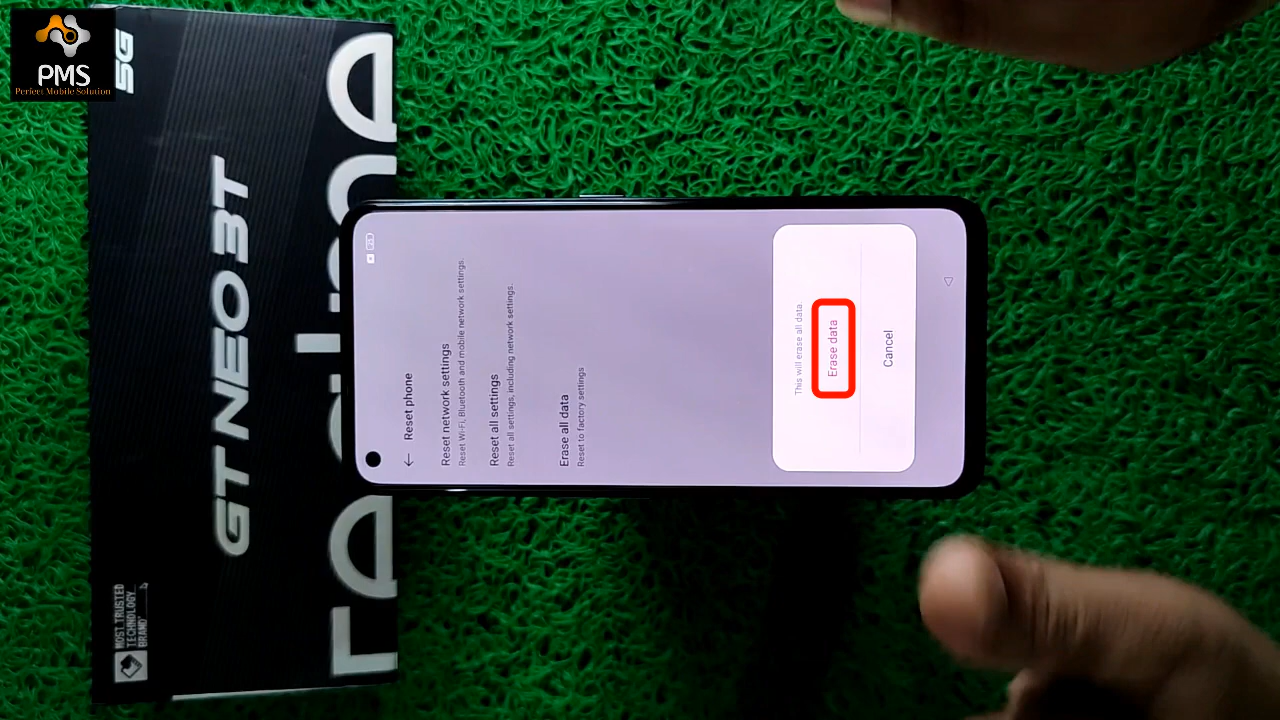 PMS
Perfect Mobile Solution
5G
GT NEO 3T
realme
MOST TRUSTED
TECHNOLOGY
BRAND
25
← Reset phone
Reset network settings
Reset Wi-Fi, Bluetooth and mobile network settings.
Reset all settings
Reset all settings, including network settings.
Erase all data
Reset to factory settings
This will erase all data.
Erase data
Cancel